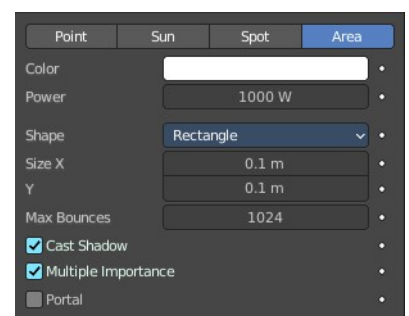 Point Sun Spot Area
Color
Power 1000 W
Shape Rectangle
Size X 0.1 m
Y 0.1 m
Max Bounces 1024
Cast Shadow
Multiple Importance
Portal